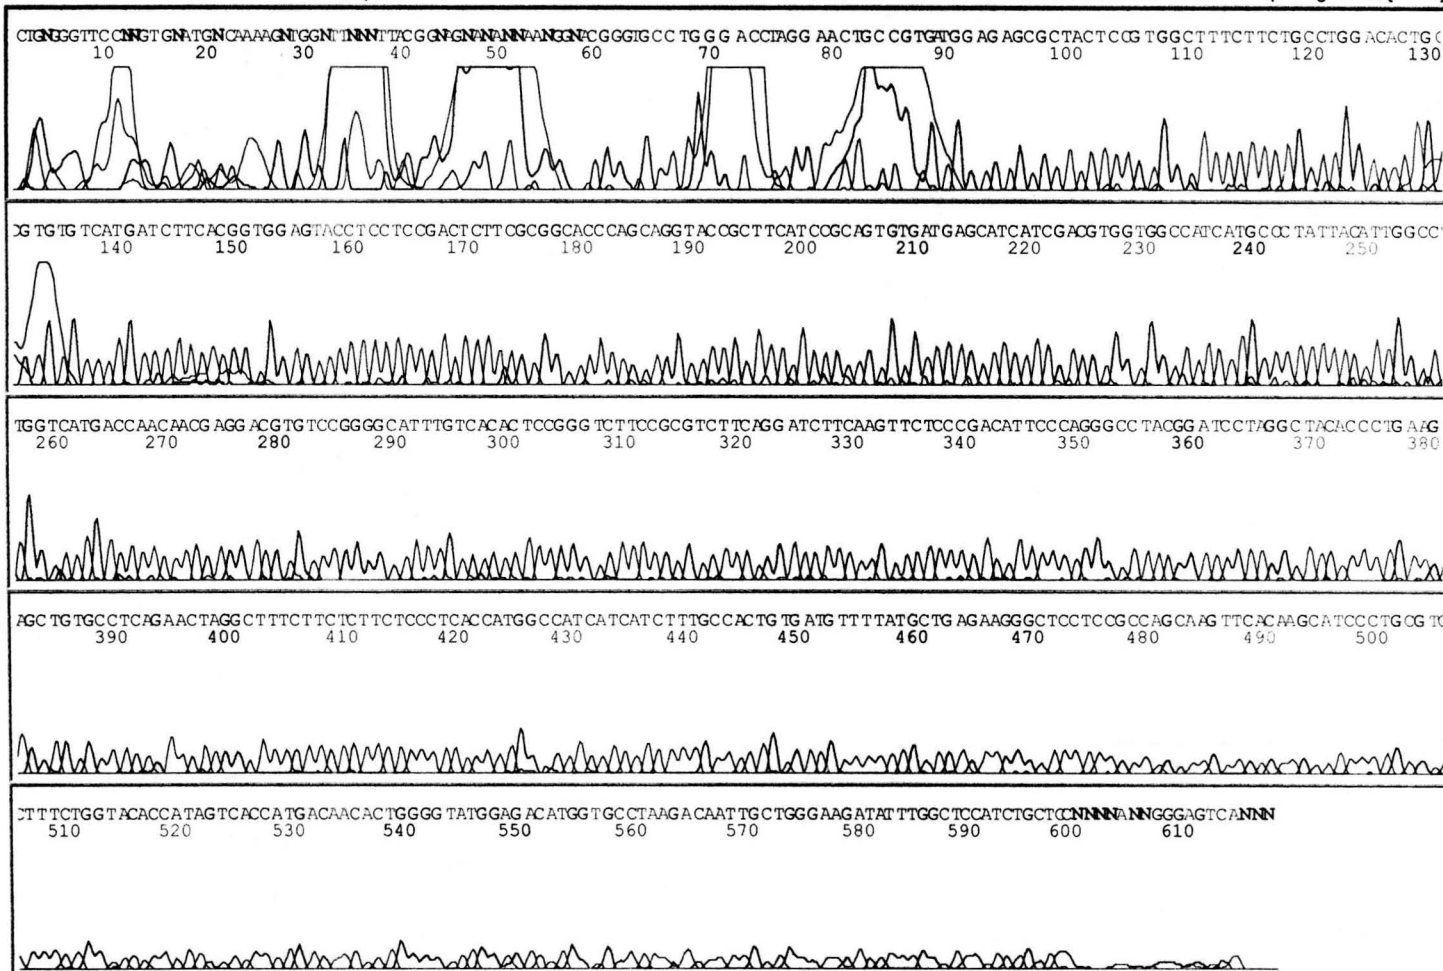 CTGNGGGTTCCNNGTGNATGNCAAAAGNTGGNTTNNNTTACGGNAGNANANNAANGGNACGGGTGCCTGGGACCTAGGAACTGCCGTGATGGAGAGCGCTACTCCGTGGCTTTCTTCTGCCTGGACACTGC
10 20 30 40 50 60 70 80 90 100 110 120 130
GTGTGTCATGATCTTCACGGTGGAGTACCTCCTCCGACTCTTCGCGGCACCCAGCAGGTACCGCTTCATCCGCAGTGTGATGAGCATCATCGACGTGGTGGCCATCATGCCCTATTACATTGGCC
140 150 160 170 180 190 200 210 220 230 240 250
TGGTCATGACCAACAACGAGGACGTGTCCGGGGCATTTGTCACACTCCGGGTCTTCCGCGTCTTCAGGATCTTCAAGTTCTCCCGACATTCCCAGGGCCTACGGATCCTAGGCTACACCCTGAAG
260 270 280 290 300 310 320 330 340 350 360 370 380
AGCTGTGCCTCAGAACTAGGCTTTCTTCTCTTCTCCCTCACCATGGCCATCATCATCTTTGCCACTGTGATGTTTTATGCTGAGAAGGGCTCCTCCGCCAGCAAGTTCACAAGCATCCCTGCGTC
390 400 410 420 430 440 450 460 470 480 490 500
TTTCTGGTACACCATAGTCACCATGACAACACTGGGGTATGGAGACATGGTGCCTAAGACAATTGCTGGGAAGATATTTGGCTCCATCTGCTCCNNNNANNGGGAGTCANNN
510 520 530 540 550 560 570 580 590 600 610